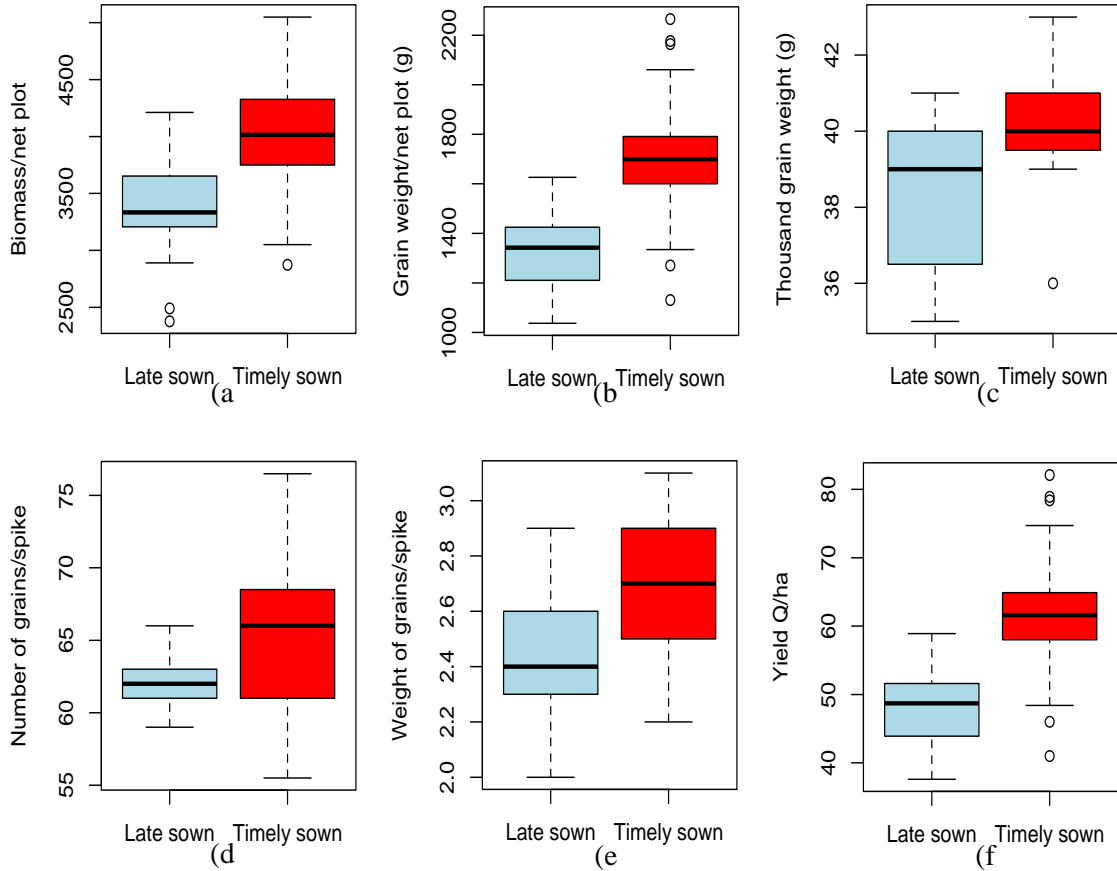 Biomass/net plot
4500
3500
2500
Late sown Timely sown
(a
Grain weight/net plot (g)
2200
1800
1400
1000
Late sown Timely sown
(b
Thousand grain weight (g)
42
40
38
36
Late sown Timely sown
(c
Number of grains/spike
75
70
65
60
55
Late sown Timely sown
(d
Weight of grains/spike
3.0
2.8
2.6
2.4
2.2
2.0
Late sown Timely sown
(e
Yield Q/ha
80
70
60
50
40
Late sown Timely sown
(f